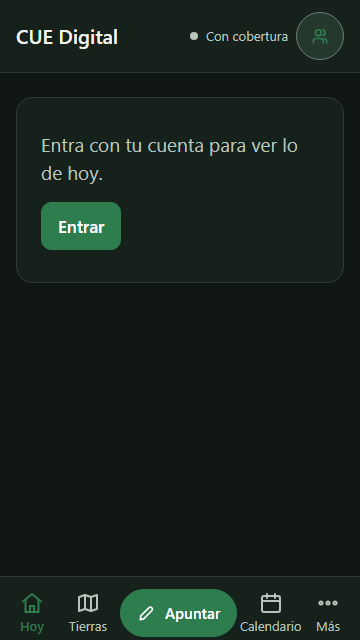 CUE Digital
Con cobertura
Entra con tu cuenta para ver lo
de hoy.
Entrar
Hoy
Tierras
Apuntar
Calendario
Más